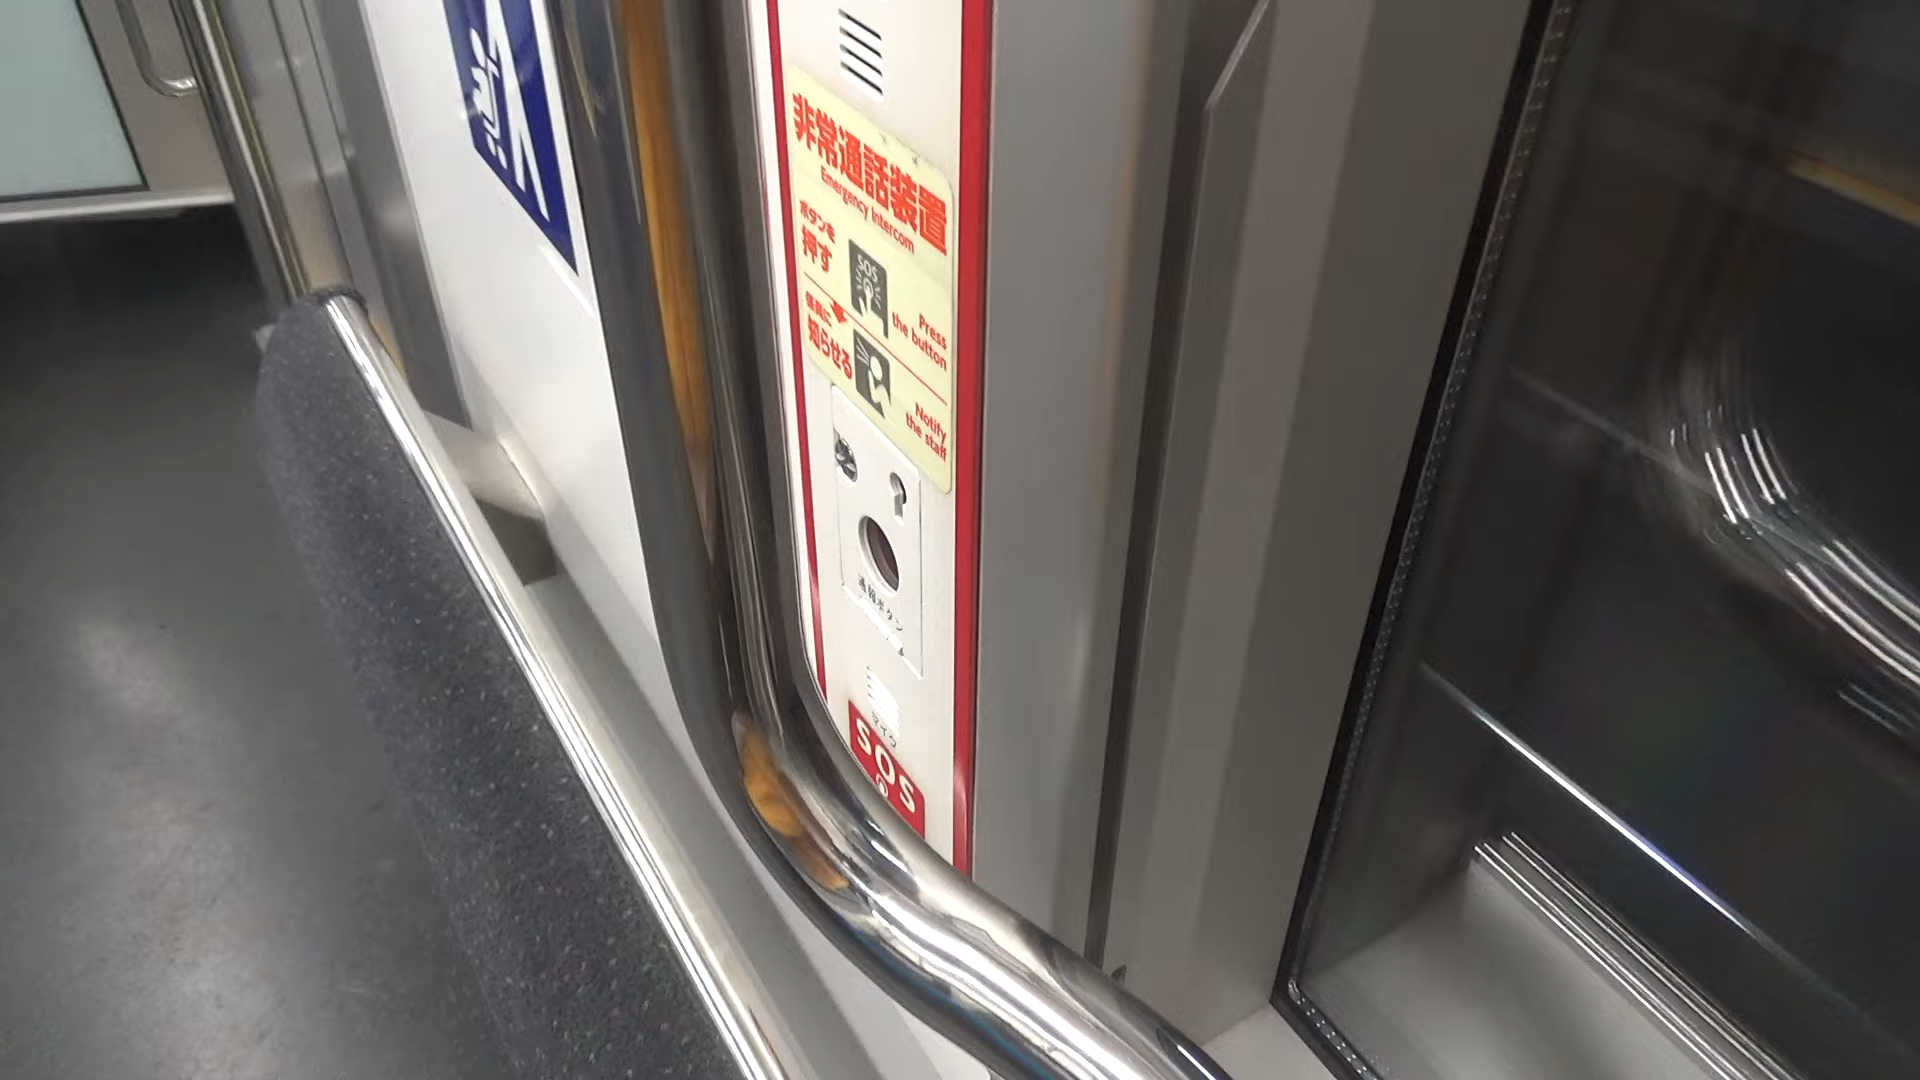 非常通話装置
Emergency Intercom
ボタンを
押す
SOS
Press
the button
係員に
知らせる
Notify
the staff
通報ボタン
マイク
SOS